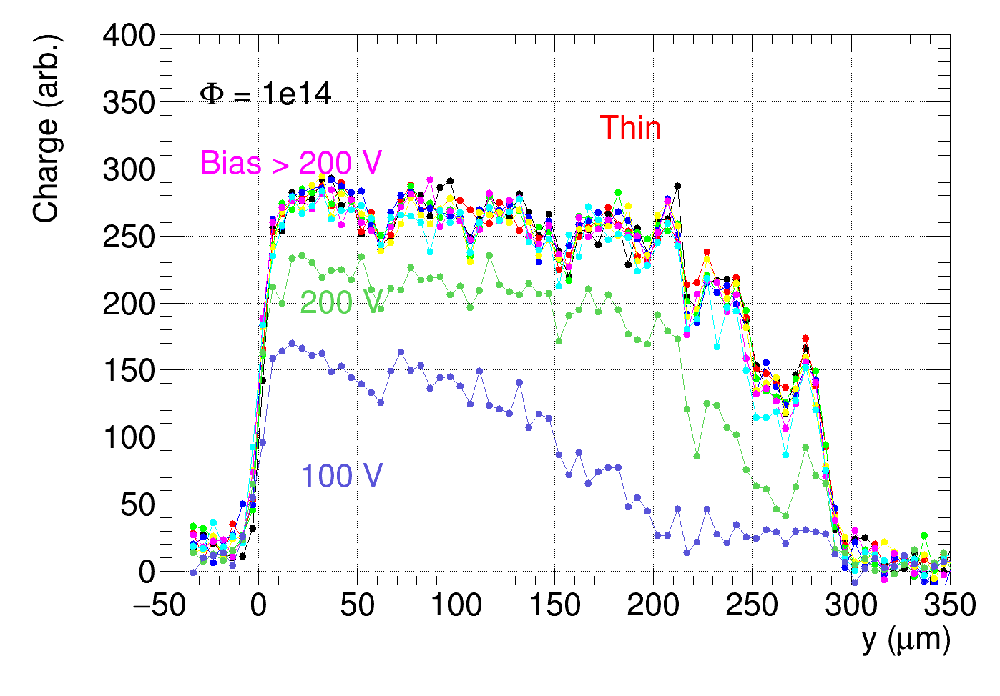 Charge (arb.)
400
350
300
250
200
150
100
50
0
Φ = 1e14
Thin
Bias > 200 V
200 V
100 V
−50 0 50 100 150 200 250 300 350
y (μm)